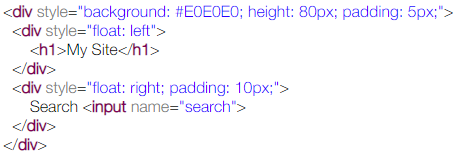 <div style="background: #E0E0E0; height: 80px; padding: 5px;">
<div style="float: left">
<h1>My Site</h1>
</div>
<div style="float: right; padding: 10px;">
Search <input name="search">
</div>
</div>